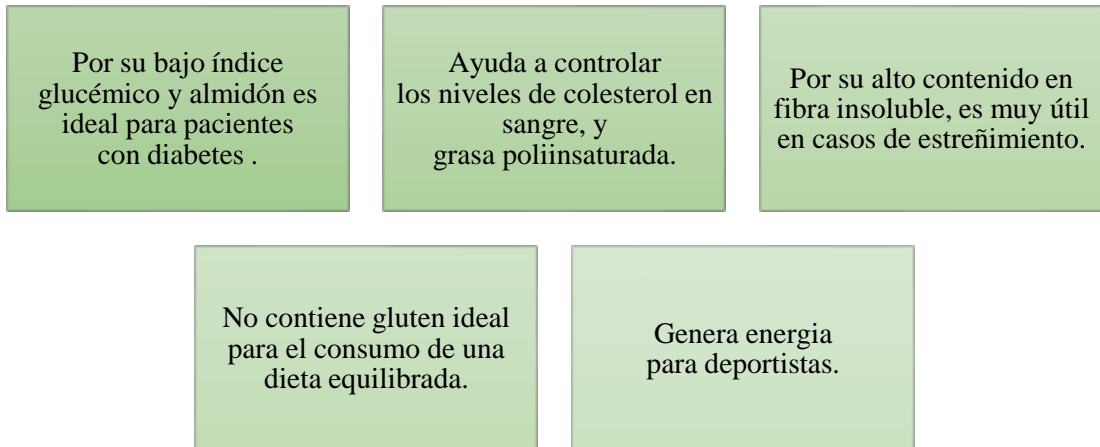 Por su bajo índice
glucémico y almidón es
ideal para pacientes
con diabetes .
Ayuda a controlar
los niveles de colesterol en
sangre, y
grasa poliinsaturada.
Por su alto contenido en
fibra insoluble, es muy útil
en casos de estreñimiento.
No contiene gluten ideal
para el consumo de una
dieta equilibrada.
Genera energia
para deportistas.